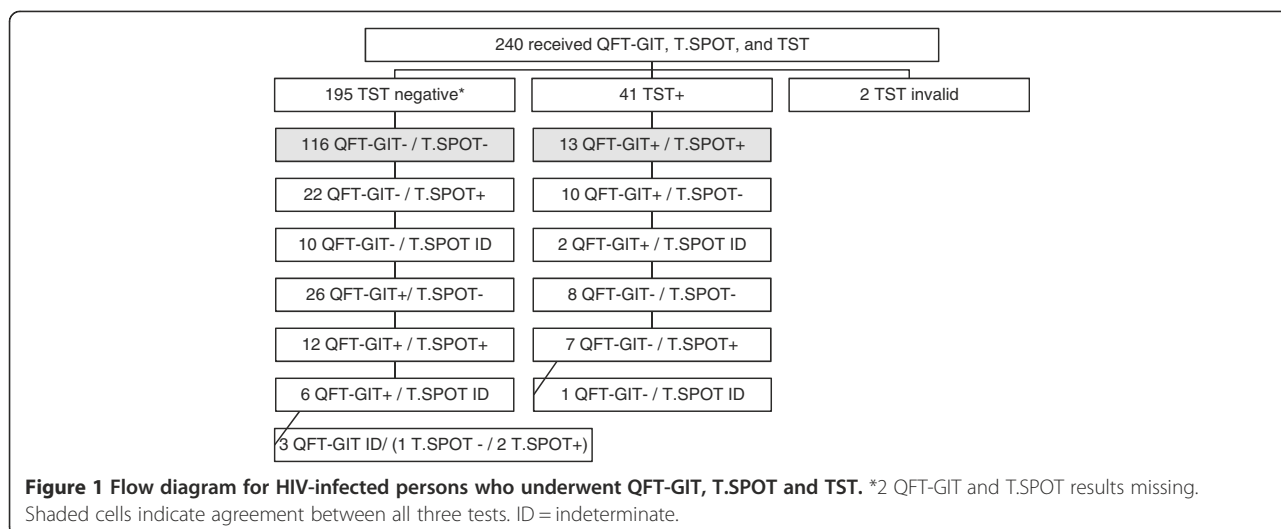 240 received QFT-GIT, T.SPOT, and TST
195 TST negative*
41 TST+
2 TST invalid
116 QFT-GIT- / T.SPOT-
13 QFT-GIT+ / T.SPOT+
22 QFT-GIT- / T.SPOT+
10 QFT-GIT+ / T.SPOT-
10 QFT-GIT- / T.SPOT ID
2 QFT-GIT+ / T.SPOT ID
26 QFT-GIT+/ T.SPOT-
8 QFT-GIT- / T.SPOT-
12 QFT-GIT+ / T.SPOT+
7 QFT-GIT- / T.SPOT+
6 QFT-GIT+ / T.SPOT ID
1 QFT-GIT- / T.SPOT ID
3 QFT-GIT ID/ (1 T.SPOT - / 2 T.SPOT+)
Figure 1 Flow diagram for HIV-infected persons who underwent QFT-GIT, T.SPOT and TST. *2 QFT-GIT and T.SPOT results missing.
Shaded cells indicate agreement between all three tests. ID = indeterminate.